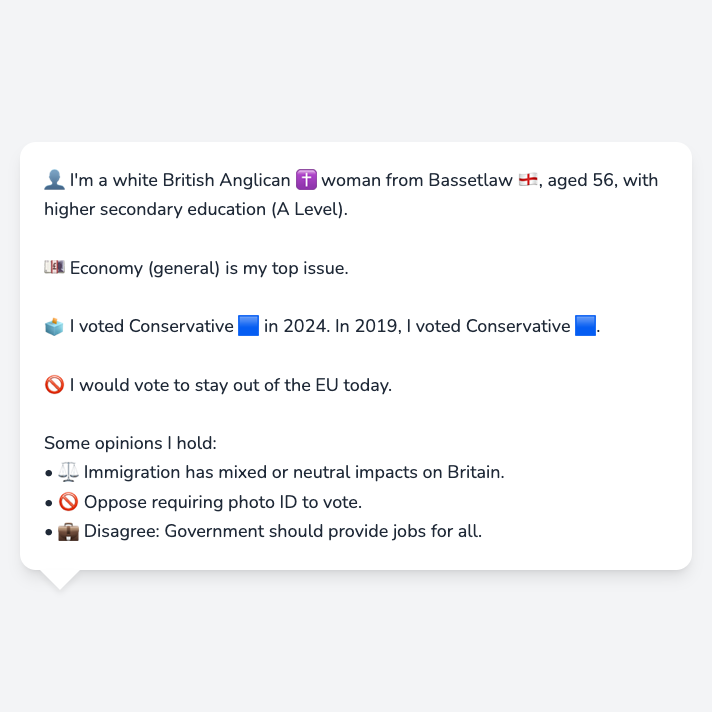 👤 I'm a white British Anglican ✝️ woman from Bassetlaw 🏴󠁧󠁢󠁥󠁮󠁧󠁿, aged 56, with
higher secondary education (A Level).
💷 Economy (general) is my top issue.
🗳️ I voted Conservative 🟦 in 2024. In 2019, I voted Conservative 🟦.
🚫 I would vote to stay out of the EU today.
Some opinions I hold:
• ⚖️ Immigration has mixed or neutral impacts on Britain.
• 🚫 Oppose requiring photo ID to vote.
• 💼 Disagree: Government should provide jobs for all.